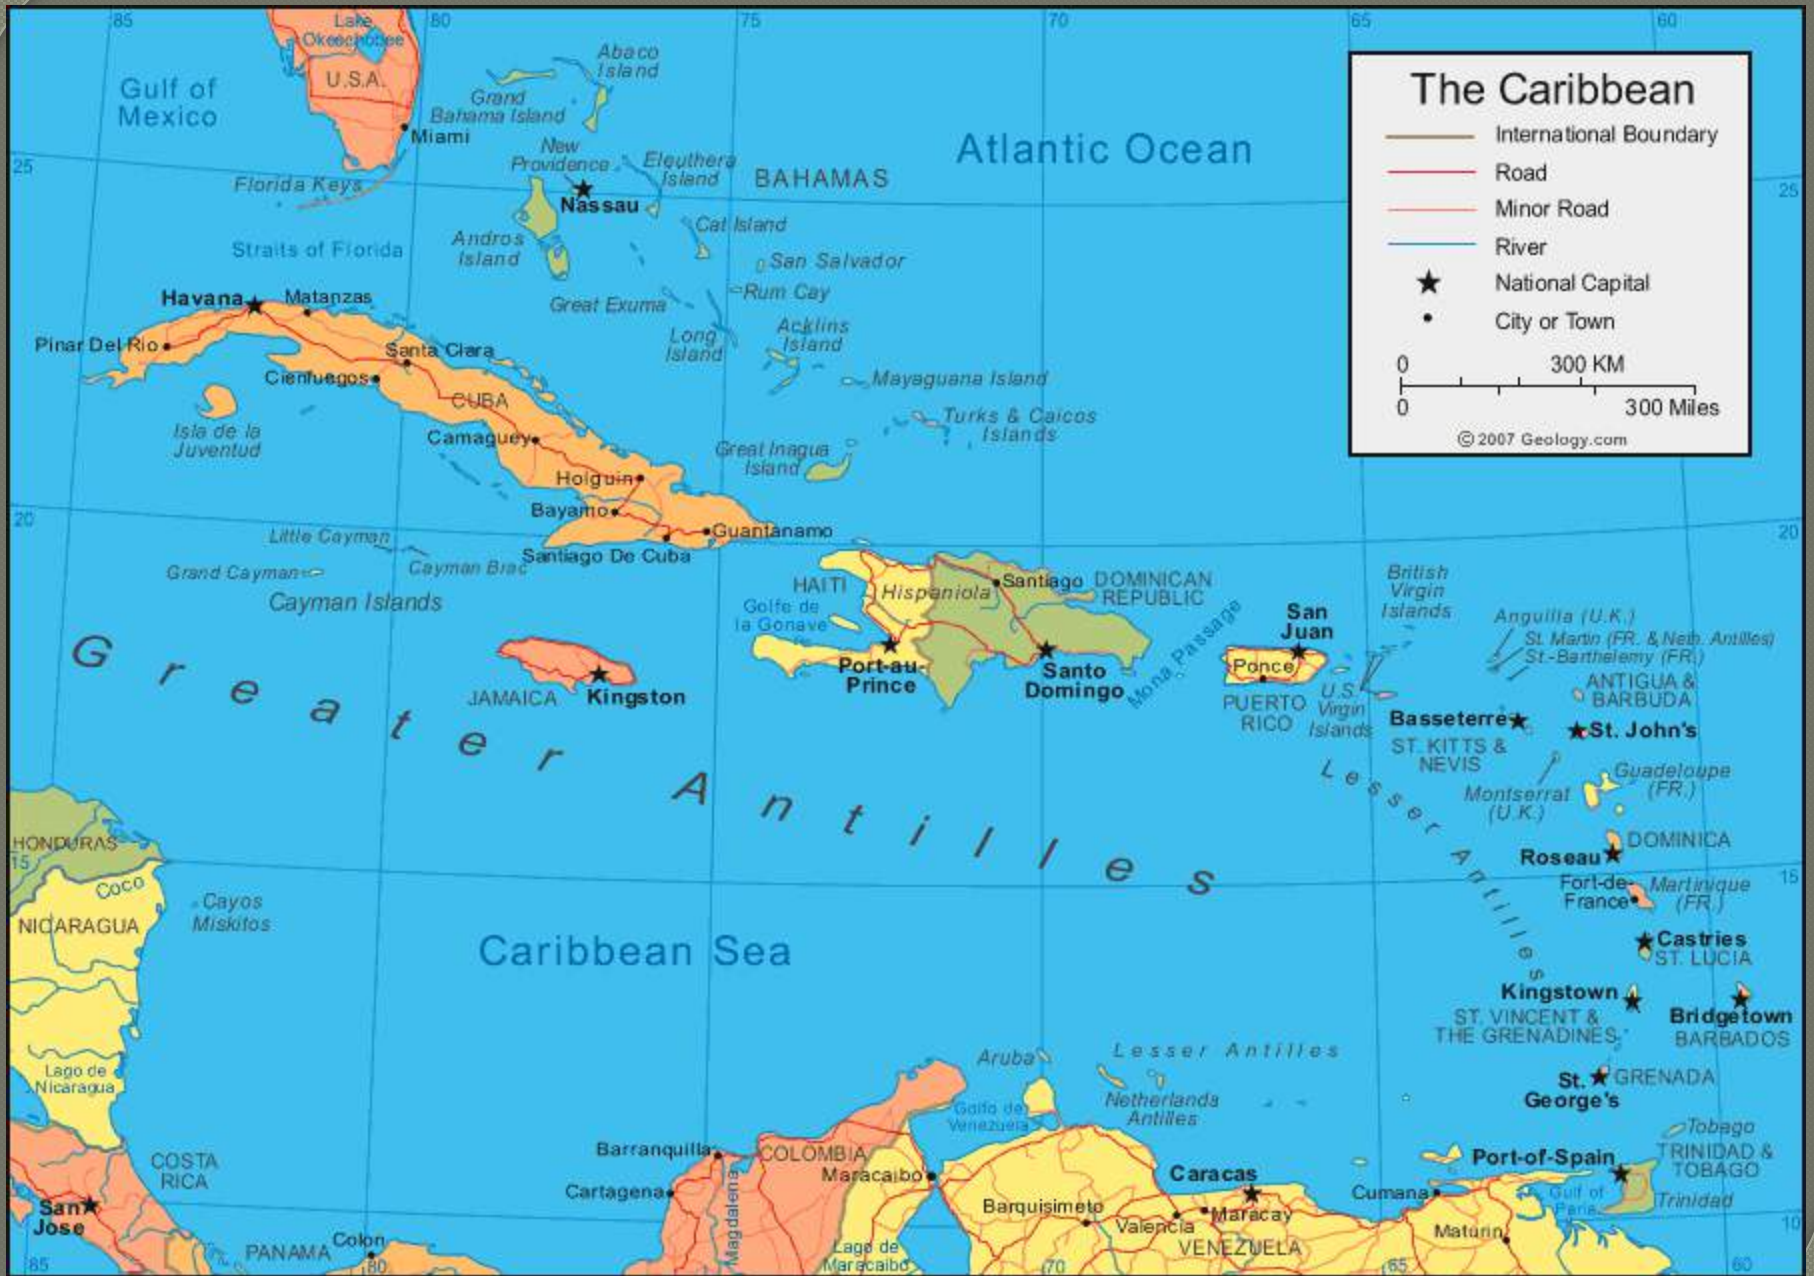 85
80
75
70
65
60
Lake
Okeechobee
U.S.A.
Gulf of
Mexico
Miami
Abaco
Island
Grand
Bahama Island
New
Providence
Eleuthera
Island
BAHAMAS
Atlantic Ocean
The Caribbean
International Boundary
Road
Minor Road
River
National Capital
City or Town
0
300 KM
0
300 Miles
©2007 Geology.com
25
25
Florida Keys
Nassau
Straits of Florida
Andros
Island
Cat Island
San Salvador
Great Exuma
Rum Cay
Long
Island
Acklins
Island
Mayaguana Island
Turks & Caicos
Islands
Great Inagua
Island
Havana
Matanzas
Pinar Del Rio
Santa Clara
Cienfuegos
CUBA
Isla de la
Juventud
Camaguey
Holguin
Bayamo
Guantanamo
Santiago De Cuba
20
20
Little Cayman
Grand Cayman
Cayman Brac
Cayman Islands
HAITI
Hispaniola
Santiago
DOMINICAN
REPUBLIC
Golfe de
la Gonave
Port-au-
Prince
Santo
Domingo
Mona Passage
San
Juan
Ponce
PUERTO
RICO
British
Virgin
Islands
U.S.
Virgin
Islands
Anguilla (U.K.)
St. Martin (FR. & Neth. Antilles)
St.-Barthelemy (FR.)
ANTIGUA &
BARBUDA
Basseterre
St. John's
ST. KITTS &
NEVIS
JAMAICA
Kingston
Greater Antilles
Lesser Antilles
Montserrat
(U.K.)
Guadeloupe
(FR.)
DOMINICA
Roseau
Fort-de-
France
Martinique
(FR.)
15
15
HONDURAS
Coco
NICARAGUA
Cayos
Miskitos
Caribbean Sea
Castries
ST. LUCIA
Kingstown
ST. VINCENT &
THE GRENADINES
Bridgetown
BARBADOS
Lago de
Nicaragua
Aruba
Lesser Antilles
Netherlands
Antilles
St.
George's
GRENADA
Golfo de
Venezuela
Tobago
TRINIDAD &
TOBAGO
Port-of-Spain
Trinidad
Gulf of
Paria
COSTA
RICA
San
Jose
Barranquilla
COLOMBIA
Cartagena
Magdalena
Maracaibo
Caracas
Cumana
Barquisimeto
Valencia
Maracay
Maturin
VENEZUELA
Lago de
Maracaibo
PANAMA
Colon
10
85
80
70
65
60